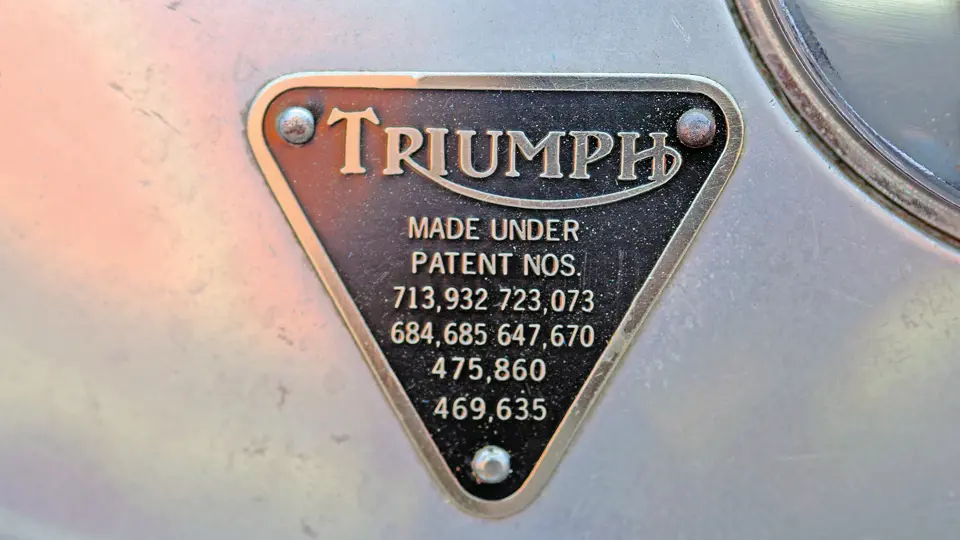 TRIUMPH
MADE UNDER
PATENT NOS.
713,932 723,073
684,685 647,670
475,860
469,635